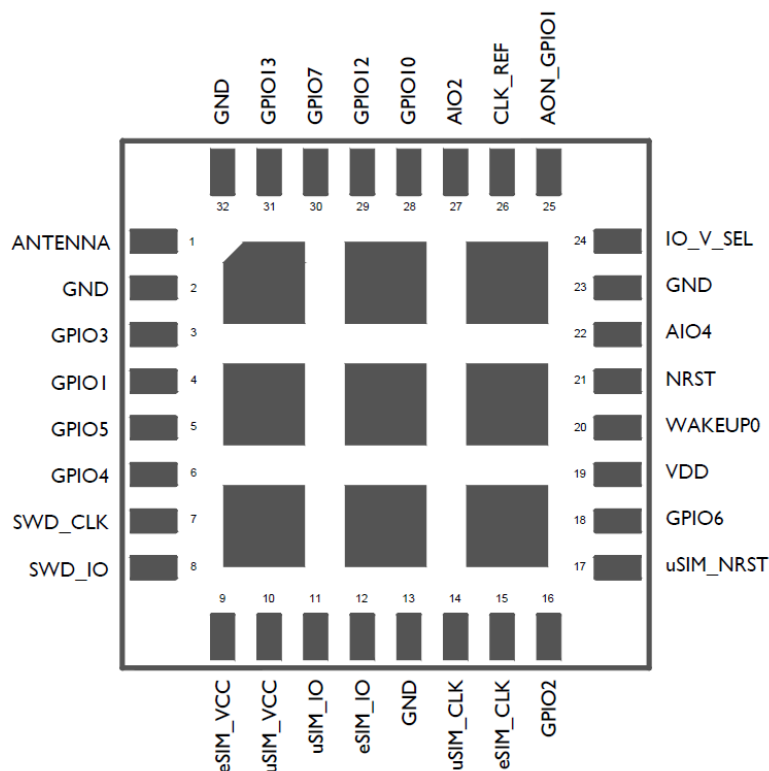 GND
GPIO13
GPIO7
GPIO12
GPIO10
AIO2
CLK_REF
AON_GPIO1
32
31
30
29
28
27
26
25
ANTENNA 1
GND 2
GPIO3 3
GPIO1 4
GPIO5 5
GPIO4 6
SWD_CLK 7
SWD_IO 8
24 IO_V_SEL
23 GND
22 AIO4
21 NRST
20 WAKEUP0
19 VDD
18 GPIO6
17 uSIM_NRST
9
10
11
12
13
14
15
16
eSIM_VCC
uSIM_VCC
uSIM_IO
eSIM_IO
GND
uSIM_CLK
eSIM_CLK
GPIO2